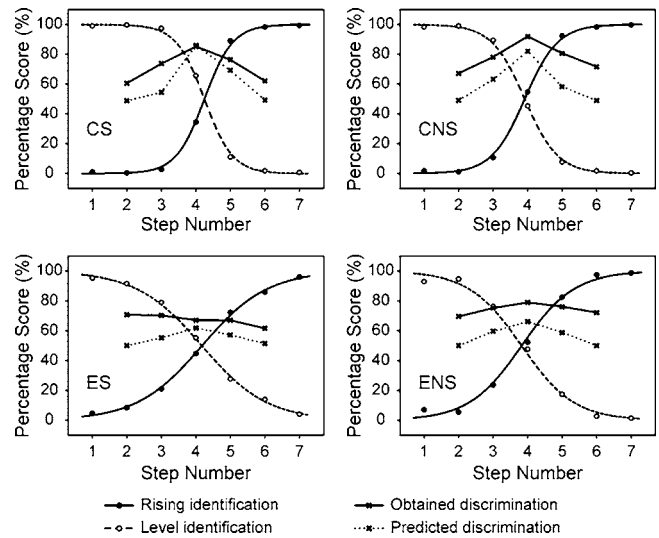 Percentage Score (%)
100
80
60
40
20
0
CS
1 2 3 4 5 6 7
Step Number
Percentage Score (%)
100
80
60
40
20
0
CNS
1 2 3 4 5 6 7
Step Number
Percentage Score (%)
100
80
60
40
20
0
ES
1 2 3 4 5 6 7
Step Number
Percentage Score (%)
100
80
60
40
20
0
ENS
1 2 3 4 5 6 7
Step Number
Rising identification
Level identification
Obtained discrimination
Predicted discrimination